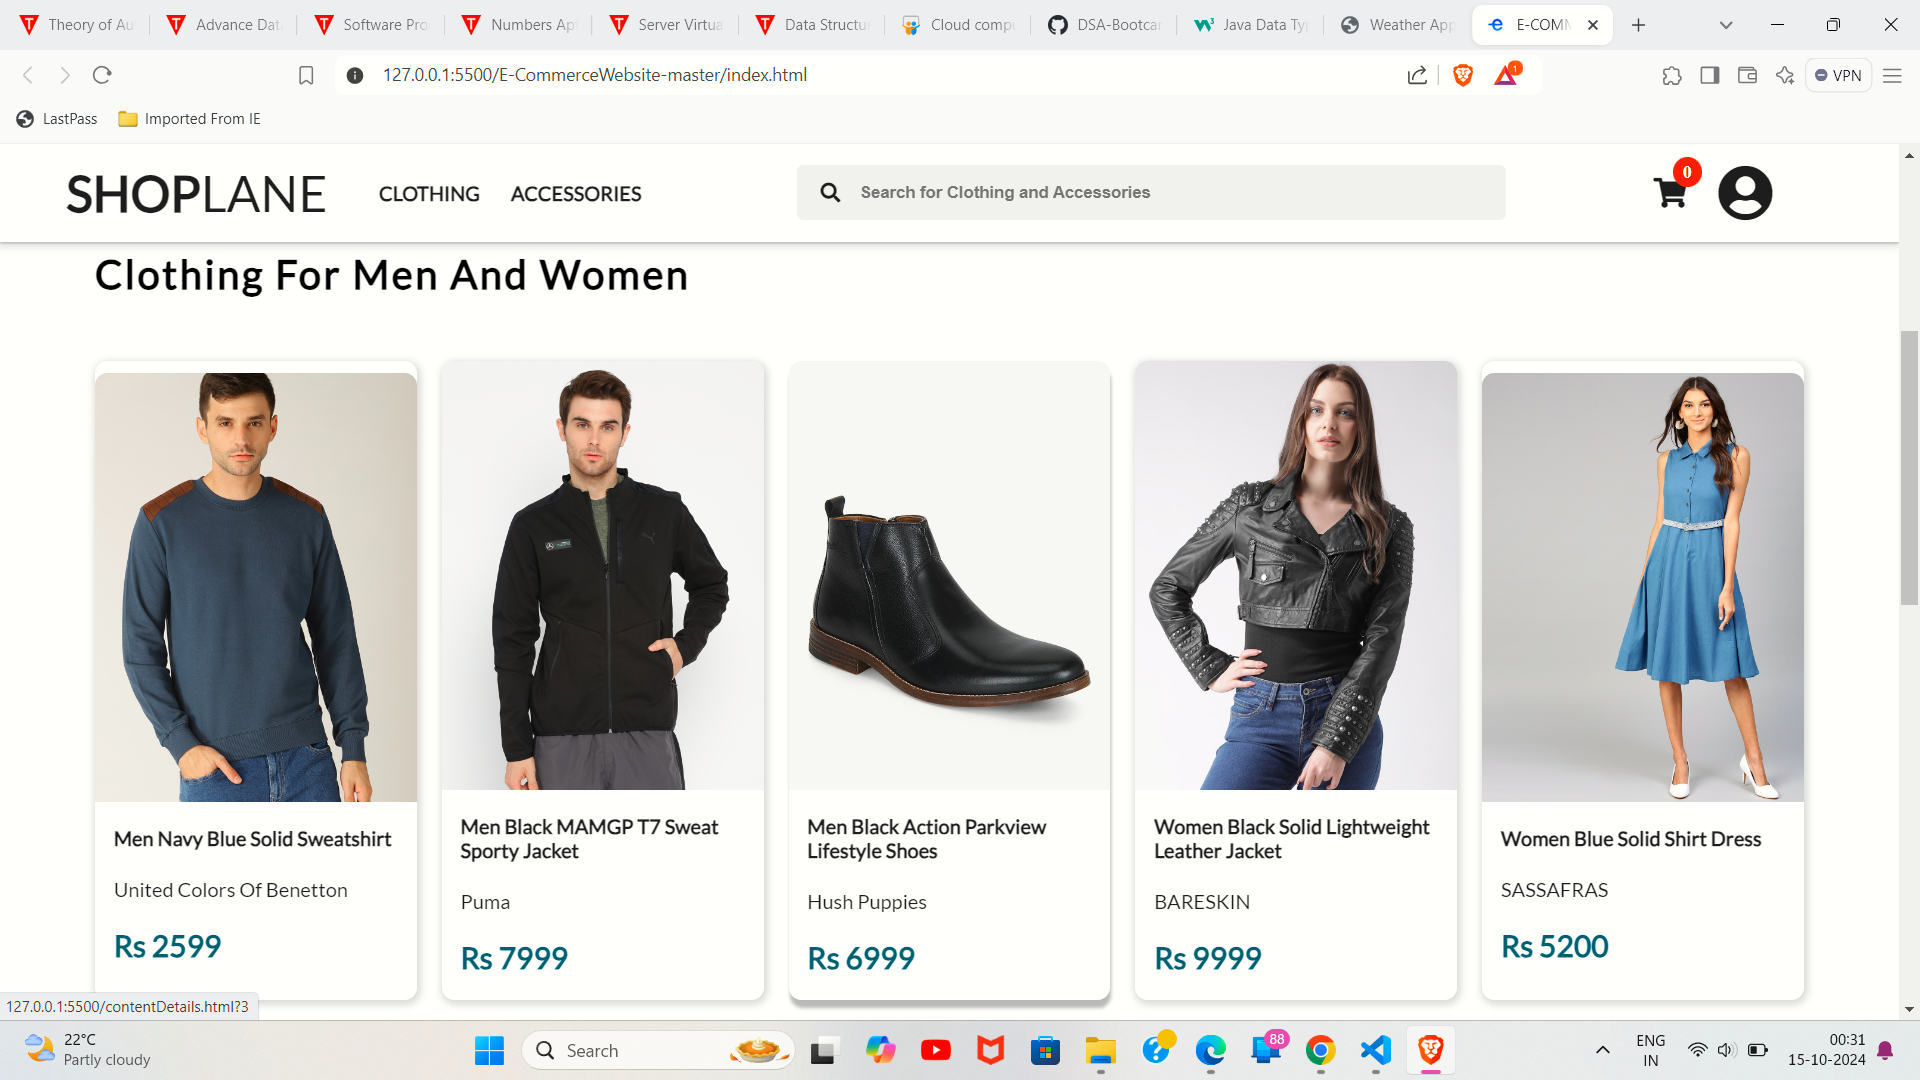 Theory of Au
Advance Dat
Software Pro
Numbers Apt
Server Virtua
Data Structu
Cloud compu
DSA-Bootcar
Java Data Ty
Weather App
E-COMM
127.0.0.1:5500/E-CommerceWebsite-master/index.html
1
VPN
LastPass
Imported From IE
SHOPLANE
CLOTHING
ACCESSORIES
Search for Clothing and Accessories
0
Clothing For Men And Women
Men Navy Blue Solid Sweatshirt
United Colors Of Benetton
Rs 2599
Men Black MAMGP T7 Sweat
Sporty Jacket
Puma
Rs 7999
Men Black Action Parkview
Lifestyle Shoes
Hush Puppies
Rs 6999
Women Black Solid Lightweight
Leather Jacket
BARESKIN
Rs 9999
Women Blue Solid Shirt Dress
SASSAFRAS
Rs 5200
127.0.0.1:5500/contentDetails.html?3
22°C
Partly cloudy
Search
88
ENG
IN
00:31
15-10-2024